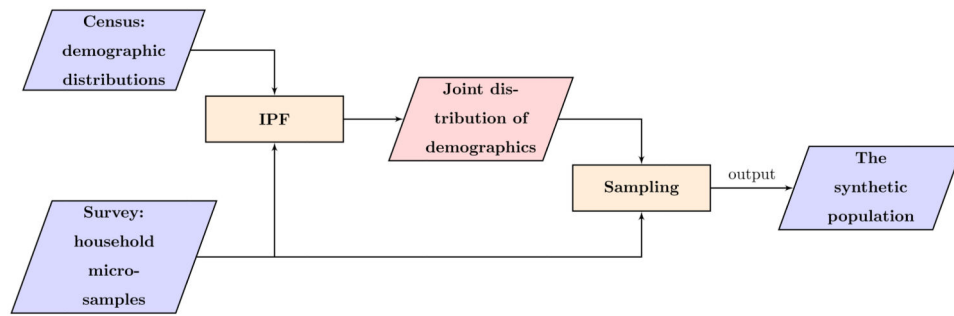 Census:
demographic
distributions
IPF
Joint dis-
tribution of
demographics
Survey:
household
micro-
samples
Sampling
output
The
synthetic
population